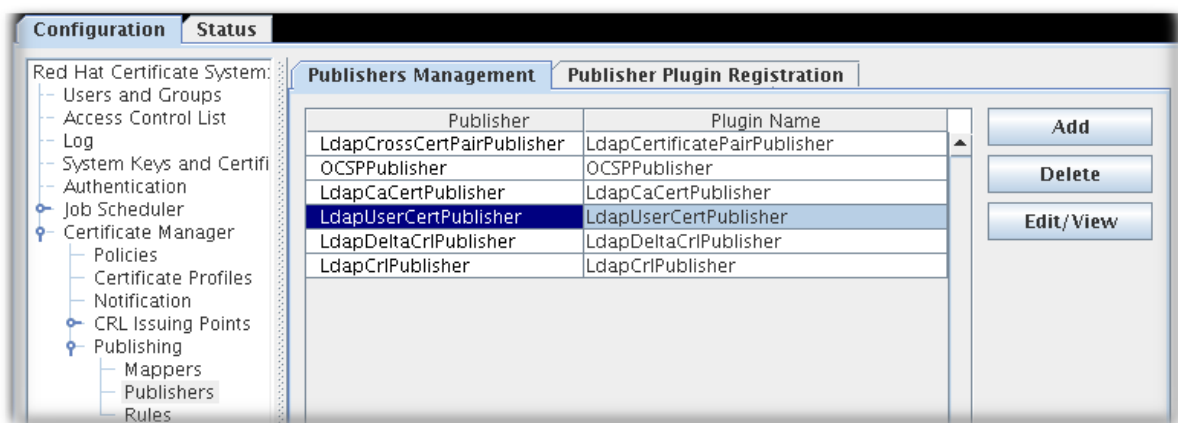 Configuration Status
Red Hat Certificate System:
Users and Groups
Access Control List
Log
System Keys and Certifi
Authentication
Job Scheduler
Certificate Manager
Policies
Certificate Profiles
Notification
CRL Issuing Points
Publishing
Mappers
Publishers
Rules
Publishers Management Publisher Plugin Registration
Publisher Plugin Name
LdapCrossCertPairPublisher LdapCertificatePairPublisher
OCSPPublisher OCSPPublisher
LdapCaCertPublisher LdapCaCertPublisher
LdapUserCertPublisher LdapUserCertPublisher
LdapDeltaCrlPublisher LdapDeltaCrlPublisher
LdapCrlPublisher LdapCrlPublisher
Add
Delete
Edit/View